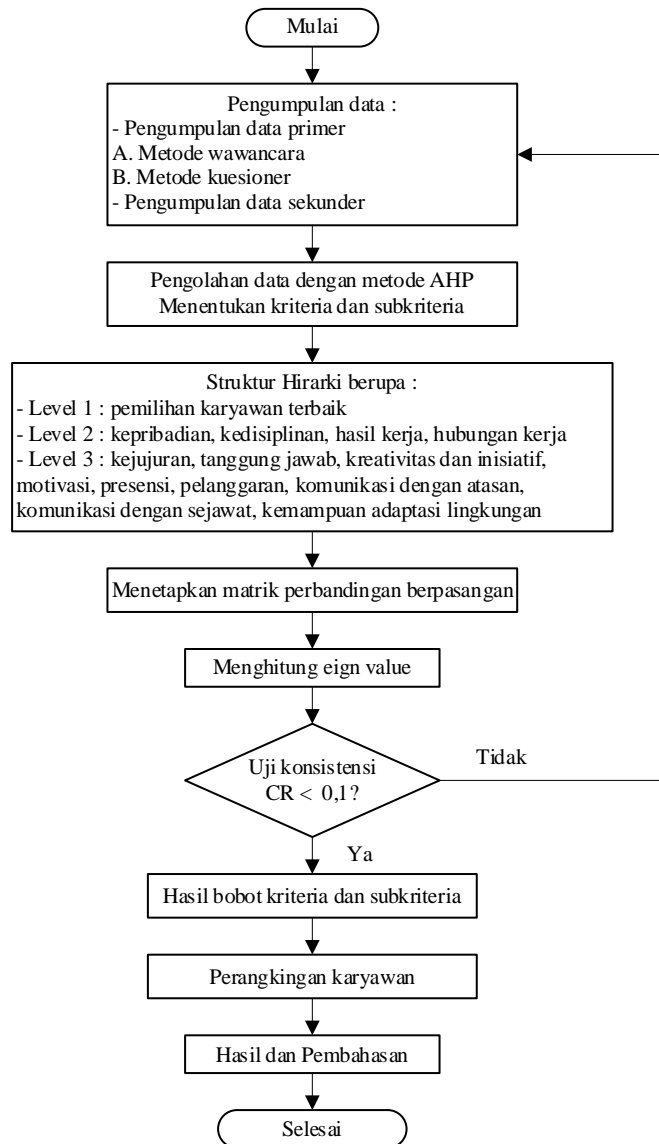 Mulai
Pengumpulan data :
- Pengumpulan data primer
A. Metode wawancara
B. Metode kuesioner
- Pengumpulan data sekunder
Pengolahan data dengan metode AHP
Menentukan kriteria dan subkriteria
Struktur Hirarki berupa :
- Level 1 : pemilihan karyawan terbaik
- Level 2 : kepribadian, kedisiplinan, hasil kerja, hubungan kerja
- Level 3 : kejujuran, tanggung jawab, kreativitas dan inisiatif,
motivasi, presensi, pelanggaran, komunikasi dengan atasan,
komunikasi dengan sejawat, kemampuan adaptasi lingkungan
Menetapkan matrik perbandingan berpasangan
Menghitung eign value
Uji konsistensi
CR < 0,1?
Tidak
Ya
Hasil bobot kriteria dan subkriteria
Perangkingan karyawan
Hasil dan Pembahasan
Selesai